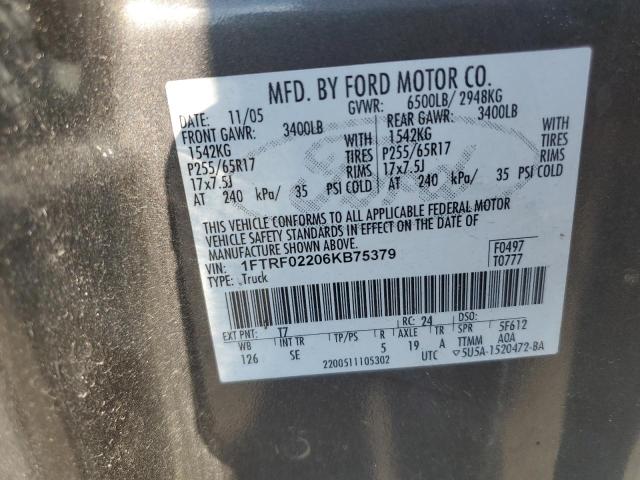 MFD. BY FORD MOTOR CO.
DATE: 11/05 GVWR: 6500LB/ 2948KG
FRONT GAWR: 3400LB REAR GAWR: 3400LB
1542KG 1542KG
P255/65R17 TIRES P255/65R17 TIRES
17x7.5J RIMS 17x7.5J RIMS
AT 240 kPa/ 35 PSI COLD AT 240 kPa/ 35 PSI COLD
Ford
THIS VEHICLE CONFORMS TO ALL APPLICABLE FEDERAL MOTOR
VEHICLE SAFETY STANDARDS IN EFFECT ON THE DATE OF
MANUFACTURE SHOWN ABOVE.
VIN: 1FTRF02206KB75379 F0497
TYPE: Truck T0777
EXT PNT: T7 RC: 24 DSO:
WB INT TR TP/PS R AXLE TR SPR 5F612
126 SE 5 19 A TTMM A0A
2200511105302 UTC ▽5U5A-1520472-BA